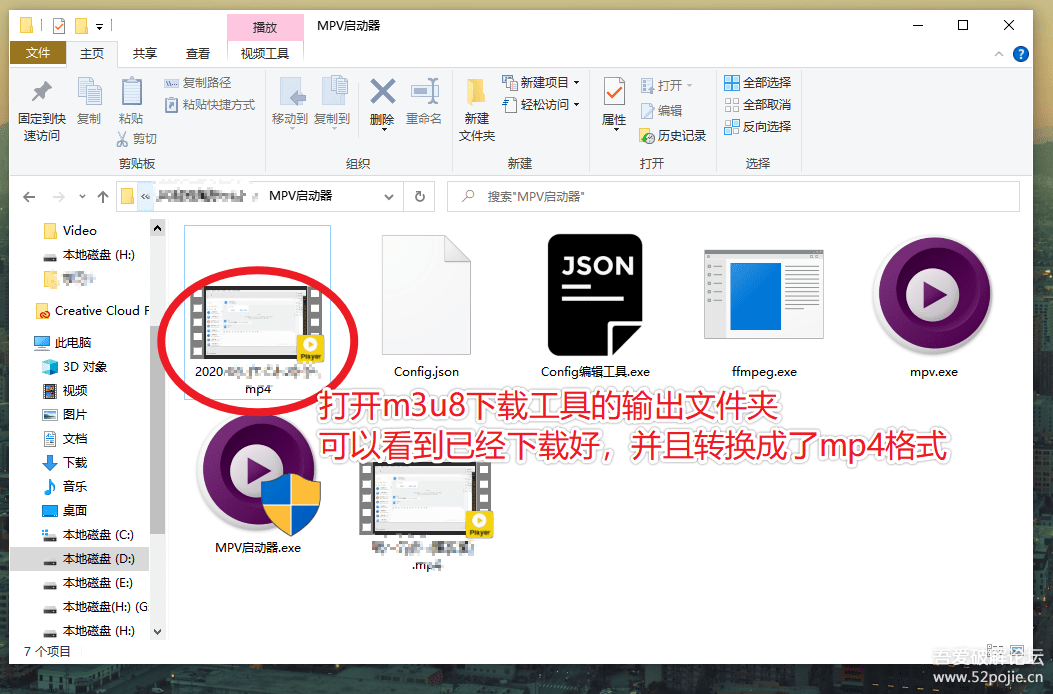 播放
MPV启动器
文件
主页
共享
查看
视频工具
固定到快
速访问
复制
粘贴
复制路径
粘贴快捷方式
剪切
剪贴板
移动到
复制到
删除
重命名
组织
新建
文件夹
新建项目
轻松访问
新建
属性
打开
编辑
历史记录
打开
全部选择
全部取消
反向选择
选择
«
MPV启动器
搜索"MPV启动器"
Video
本地磁盘 (H:)
Creative Cloud F
此电脑
3D 对象
视频
图片
文档
下载
音乐
桌面
本地磁盘 (C:)
本地磁盘 (D:)
本地磁盘 (E:)
本地磁盘(H:) (G
本地磁盘 (H:)
Player
2020
mp4
Config.json
JSON
Config编辑工具.exe
ffmpeg.exe
mpv.exe
打开m3u8下载工具的输出文件夹
可以看到已经下载好，并且转换成了mp4格式
MPV启动器.exe
Player
.mp4
7 个项目
吾爱破解论坛
www.52pojie.cn